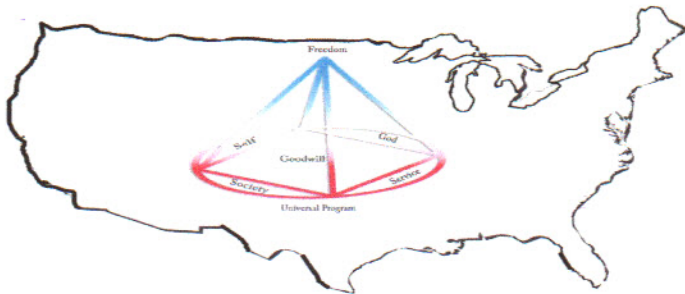 Freedom
Self
God
Goodwill
Society
Service
Universal Program